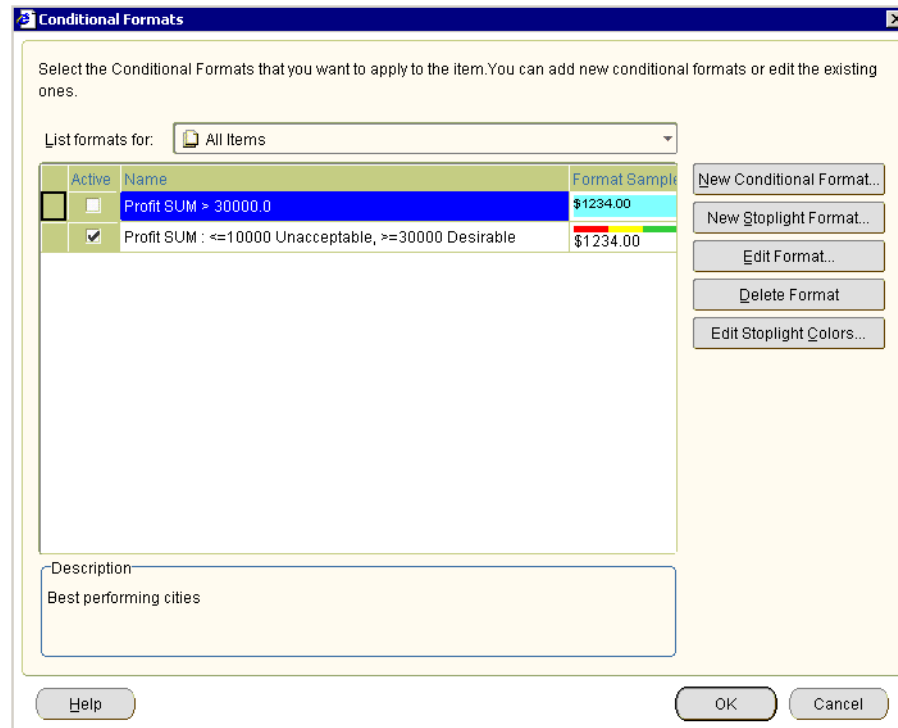 Conditional Formats
Select the Conditional Formats that you want to apply to the item.You can add new conditional formats or edit the existing
ones.
List formats for: All Items
Active Name Format Sample
Profit SUM > 30000.0 $1234.00
Profit SUM : <=10000 Unacceptable, >=30000 Desirable $1234.00
New Conditional Format...
New Stoplight Format...
Edit Format...
Delete Format
Edit Stoplight Colors...
Description
Best performing cities
Help OK Cancel